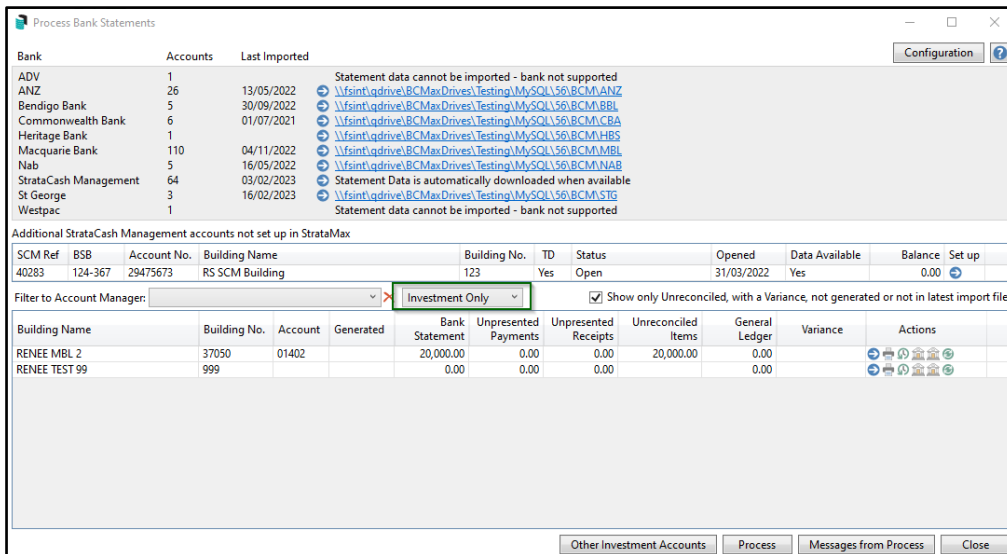 Process Bank Statements
Configuration
Bank Accounts Last Imported
ADV 1 Statement data cannot be imported - bank not supported
ANZ 26 13/05/2022 \\fsint\qdrive\BCMaxDrives\Testing\MySQL\56\BCM\ANZ
Bendigo Bank 5 30/09/2022 \\fsint\qdrive\BCMaxDrives\Testing\MySQL\56\BCM\BBL
Commonwealth Bank 6 01/07/2021 \\fsint\qdrive\BCMaxDrives\Testing\MySQL\56\BCM\CBA
Heritage Bank 1 \\fsint\qdrive\BCMaxDrives\Testing\MySQL\56\BCM\HBS
Macquarie Bank 110 04/11/2022 \\fsint\qdrive\BCMaxDrives\Testing\MySQL\56\BCM\MBL
Nab 5 16/05/2022 \\fsint\qdrive\BCMaxDrives\Testing\MySQL\56\BCM\NAB
StrataCash Management 64 03/02/2023 Statement Data is automatically downloaded when available
St George 3 16/02/2023 \\fsint\qdrive\BCMaxDrives\Testing\MySQL\56\BCM\STG
Westpac 1 Statement data cannot be imported - bank not supported
Additional StrataCash Management accounts not set up in StrataMax
SCM Ref BSB Account No. Building Name Building No. TD Status Opened Data Available Balance Set up
40283 124-367 29475673 RS SCM Building 123 Yes Open 31/03/2022 Yes 0.00
Filter to Account Manager: Investment Only Show only Unreconciled, with a Variance, not generated or not in latest import file
Building Name Building No. Account Generated Bank Statement Unpresented Payments Unpresented Receipts Unreconciled Items General Ledger Variance Actions
RENEE MBL 2 37050 01402 20,000.00 0.00 0.00 20,000.00 0.00
RENEE TEST 99 999 0.00 0.00 0.00 0.00 0.00
Other Investment Accounts Process Messages from Process Close